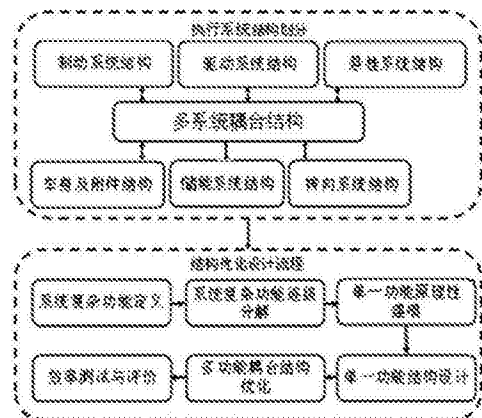 执行系统结构划分
制动系统结构
驱动系统结构
悬挂系统结构
多系统耦合结构
车身及附件结构
储能系统结构
转向系统结构
结构优化设计流程
系统复杂功能定义
系统复杂功能逐级
分解
单一功能原理性
单一功能结构设计
多功能耦合结构
优化
效率测试与评价